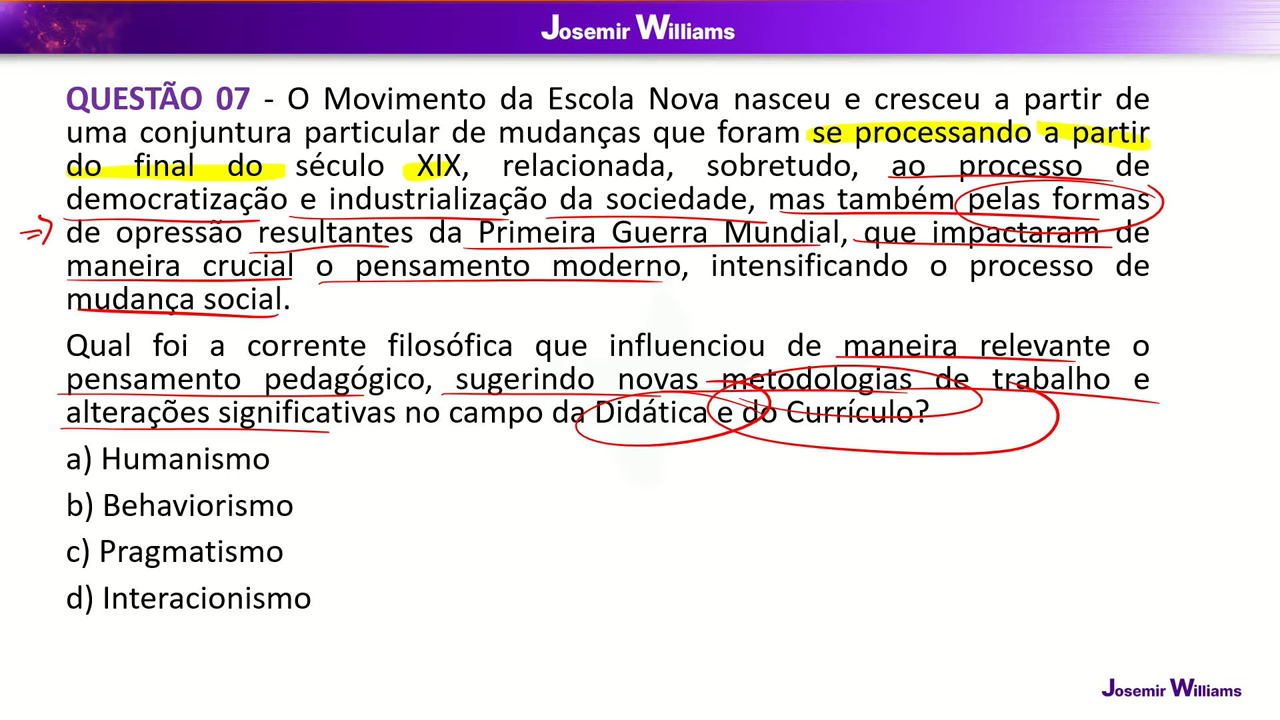 Josemir Williams
QUESTÃO 07 - O Movimento da Escola Nova nasceu e cresceu a partir de
uma conjuntura particular de mudanças que foram se processando a partir
do final do século XIX, relacionada, sobretudo, ao processo de
democratização e industrialização da sociedade, mas também pelas formas
de opressão resultantes da Primeira Guerra Mundial, que impactaram de
maneira crucial o pensamento moderno, intensificando o processo de
mudança social.
Qual foi a corrente filosófica que influenciou de maneira relevante o
pensamento pedagógico, sugerindo novas metodologias de trabalho e
alterações significativas no campo da Didática e do Currículo?
a) Humanismo
b) Behaviorismo
c) Pragmatismo
d) Interacionismo
Josemir Williams